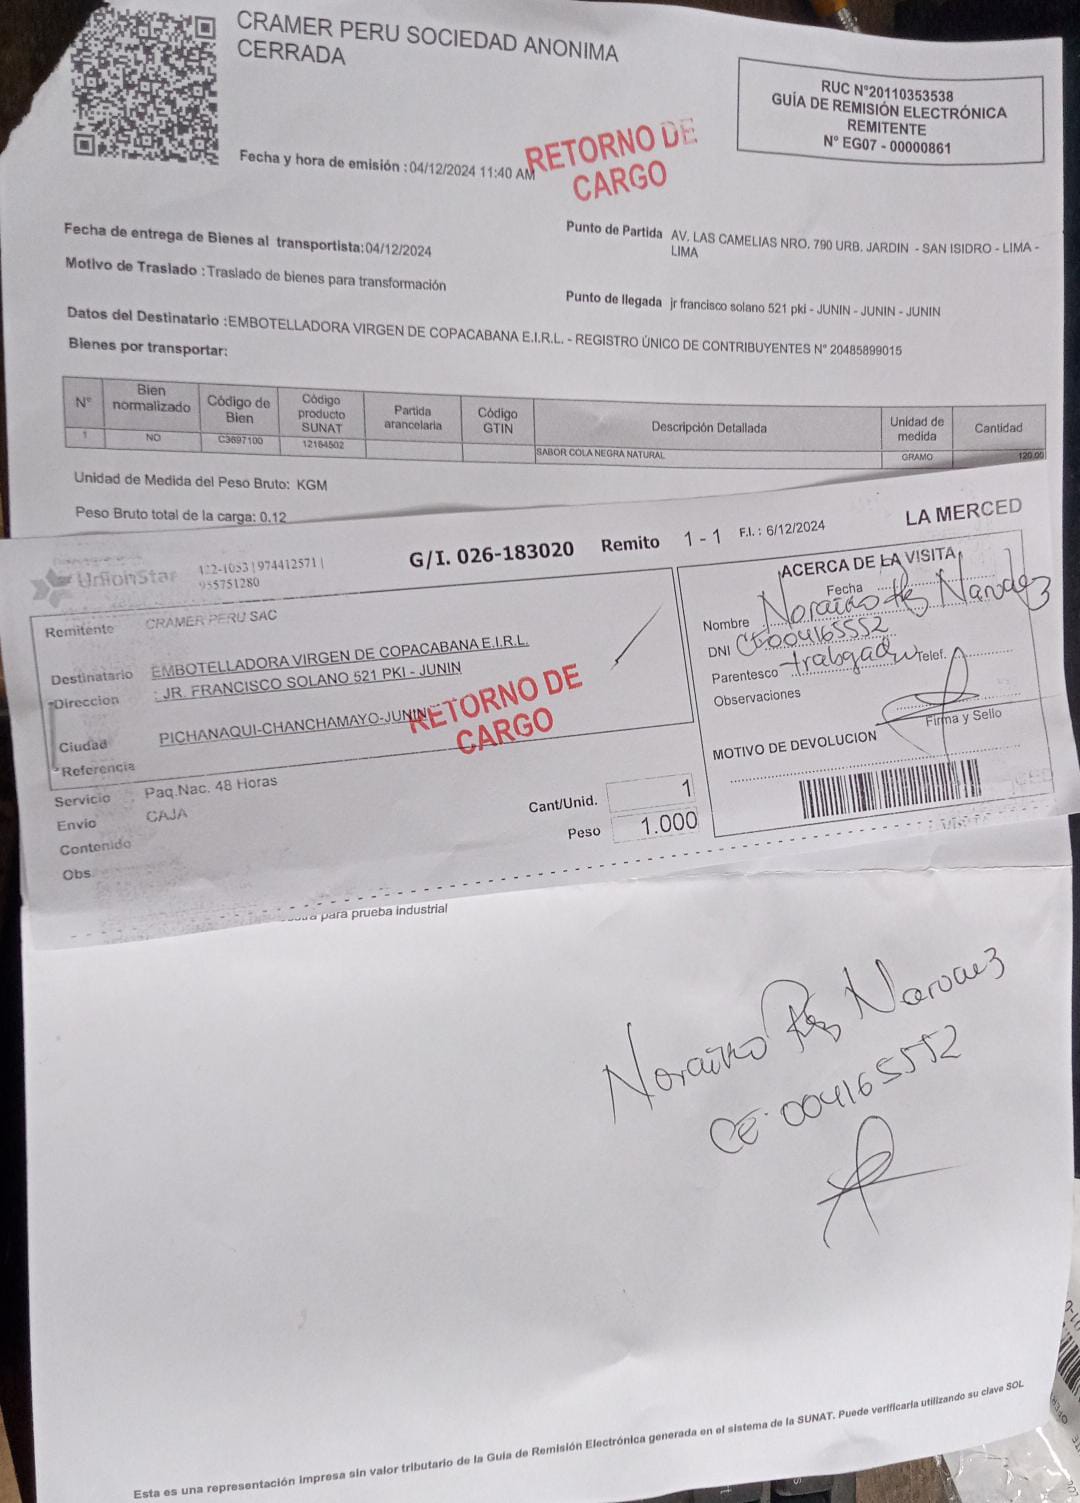 CRAMER PERU SOCIEDAD ANONIMA
CERRADA
RUC N°20110353538
GUÍA DE REMISIÓN ELECTRÓNICA
REMITENTE
N° EG07 - 00000861
Fecha y hora de emisión : 04/12/2024 11:40 AM
RETORNO DE
CARGO
Fecha de entrega de Bienes al transportista: 04/12/2024
Punto de Partida AV. LAS CAMELIAS NRO. 790 URB. JARDIN - SAN ISIDRO - LIMA -
LIMA
Motivo de Traslado : Traslado de bienes para transformación
Punto de llegada jr francisco solano 521 pki - JUNIN - JUNIN - JUNIN
Datos del Destinatario : EMBOTELLADORA VIRGEN DE COPACABANA E.I.R.L. - REGISTRO ÚNICO DE CONTRIBUYENTES N° 20485899015
Bienes por transportar:
N° Bien normalizado Código de Bien Código producto SUNAT Partida arancelaria Código GTIN Descripción Detallada Unidad de medida Cantidad
1 NO C3697100 12164502 SABOR COLA NEGRA NATURAL GRAMO 120.00
Unidad de Medida del Peso Bruto: KGM
Peso Bruto total de la carga: 0.12
UnionStar
974412571 |
955751280
G/I. 026-183020 Remito 1 - 1 F.I. : 6/12/2024 LA MERCED
Remitente CRAMER PERU SAC
Destinatario EMBOTELLADORA VIRGEN DE COPACABANA E.I.R.L.
Direccion : JR. FRANCISCO SOLANO 521 PKI - JUNIN
Ciudad PICHANAQUI-CHANCHAMAYO-JUNIN
Referencia
RETORNO DE
CARGO
Servicio Paq.Nac. 48 Horas
Envio CAJA
Contenido
Obs.
Cant/Unid. 1
Peso 1.000
ACERCA DE LA VISITA
Fecha
Nombre Narvaez
DNI CE004165552
Parentesco trabgador Telef.
Observaciones
Firma y Sello
MOTIVO DE DEVOLUCION
para prueba industrial
Narvaez
CE. 004165552
Esta es una representación impresa sin valor tributario de la Guía de Remisión Electrónica generada en el sistema de la SUNAT. Puede verificarla utilizando su clave SOL